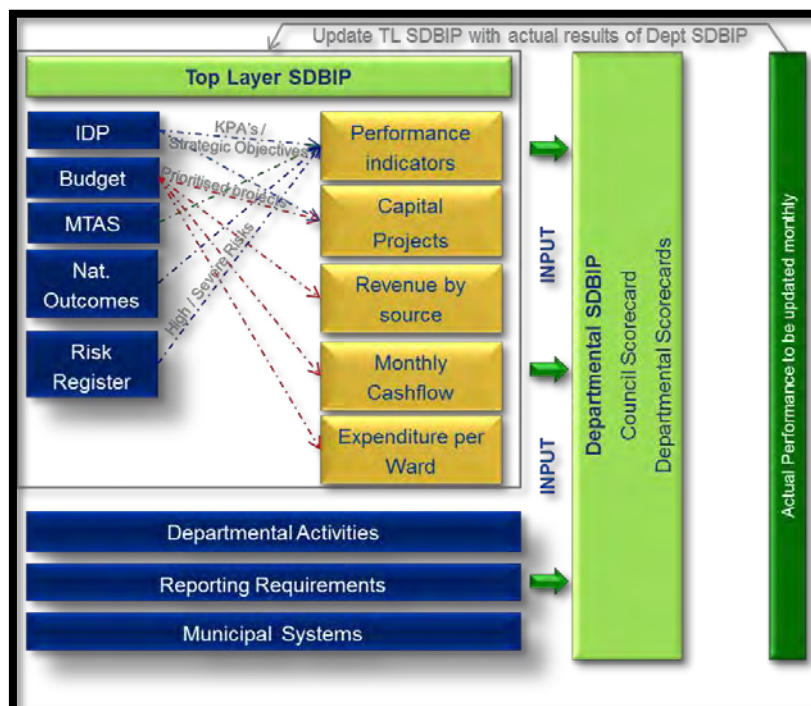 Update TL SDBIP with actual results of Dept SDBIP
Top Layer SDBIP
IDP
Budget
MTAS
Nat.
Outcomes
Risk
Register
KPA's /
Strategic Objectives
Prioritised projects
High / Severe Risks
Performance
indicators
Capital
Projects
Revenue by
source
Monthly
Cashflow
Expenditure per
Ward
INPUT
INPUT
Departmental SDBIP
Council Scorecard
Departmental Scorecards
Actual Performance to be updated monthly
Departmental Activities
Reporting Requirements
Municipal Systems